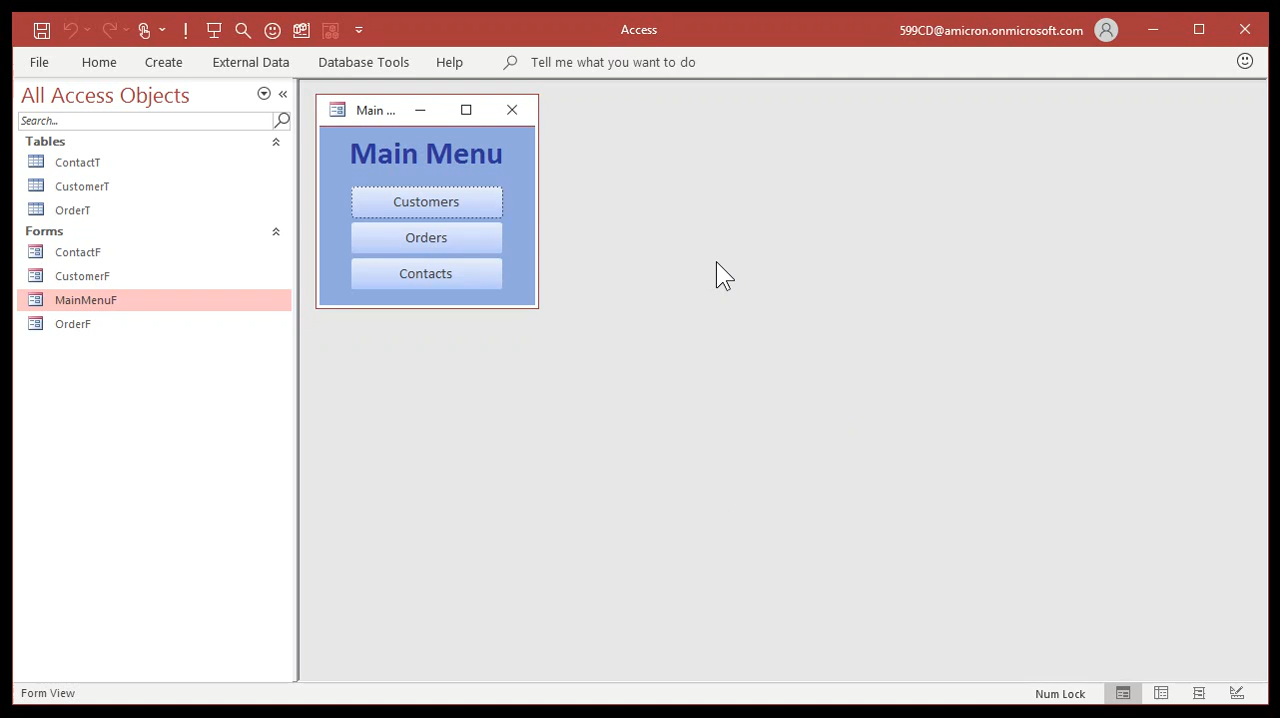 Access
599CD@amicron.onmicrosoft.com
File Home Create External Data Database Tools Help Tell me what you want to do
All Access Objects
Search...
Tables
ContactT
CustomerT
OrderT
Forms
ContactF
CustomerF
MainMenuF
OrderF
Main ...
Main Menu
Customers
Orders
Contacts
Form View
Num Lock